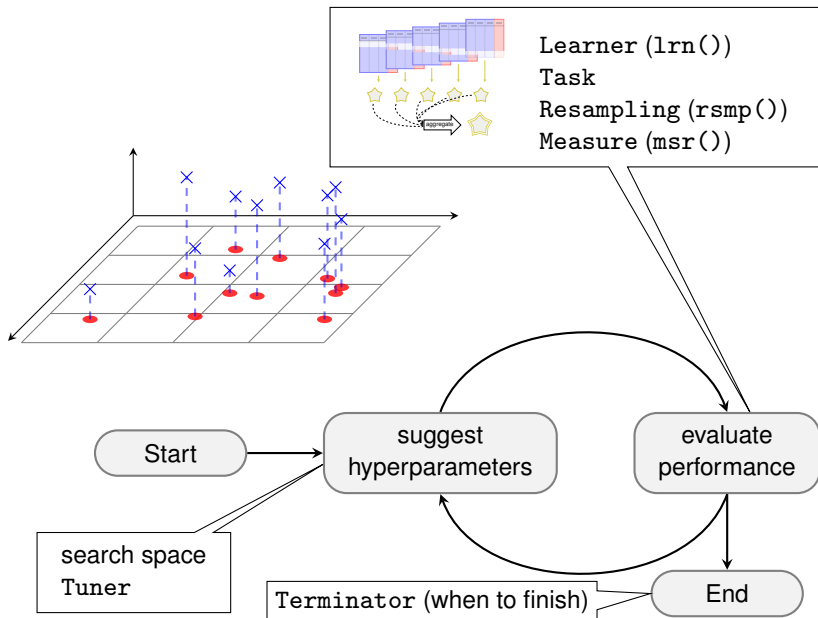 Learner (lrn())
Task
Resampling (rsmp())
Measure (msr())
aggregate
suggest
hyperparameters
evaluate
performance
Start
search space
Tuner
Terminator (when to finish)
End